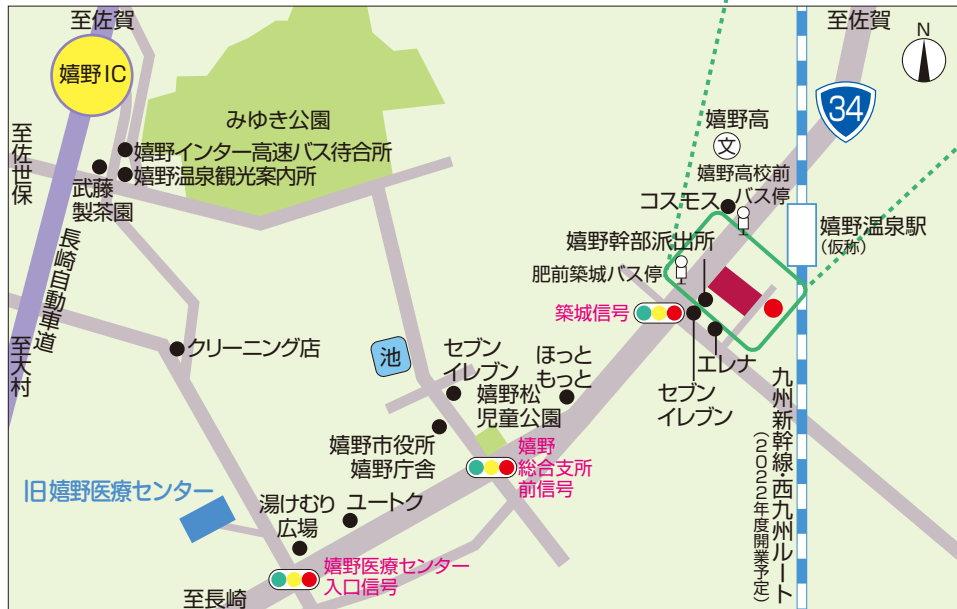 至佐賀
嬉野IC
みゆき公園
至佐世保
嬉野インター高速バス待合所
嬉野温泉観光案内所
武藤
製茶園
長崎自動車道
至大村
クリーニング店
池
セブン
イレブン
ほっと
もっと
嬉野松
児童公園
嬉野市役所
嬉野庁舎
嬉野
総合支所
前信号
旧嬉野医療センター
湯けむり
広場
ユートク
嬉野医療センター
入口信号
至長崎
至佐賀
N
34
嬉野高
文
嬉野高校前
バス停
コスモス
嬉野温泉駅
(仮称)
嬉野幹部派出所
肥前築城バス停
築城信号
エレナ
セブン
イレブン
九州新幹線・西九州ルート
(2022年度開業予定)